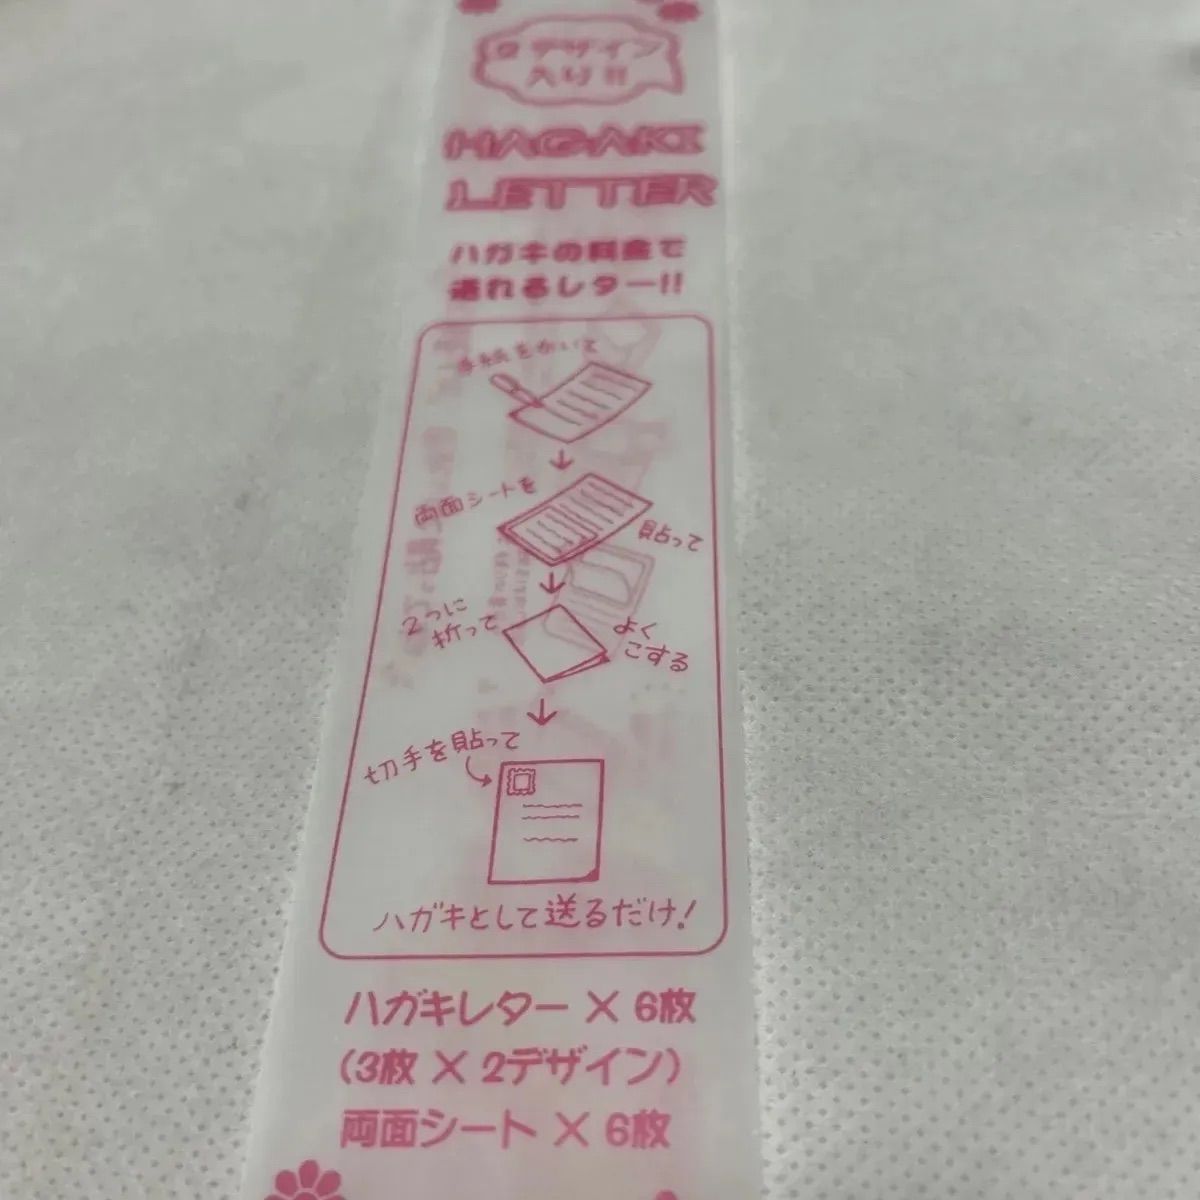 2デザイン
入り!!
HAGAKI
LETTER
ハガキの料金で
送れるレター!!
手紙をかいて
両面シートを
貼って
2つに
折って
よく
こする
切手を貼って
ハガキとして送るだけ!
ハガキレター × 6枚
(3枚 × 2デザイン)
両面シート × 6枚